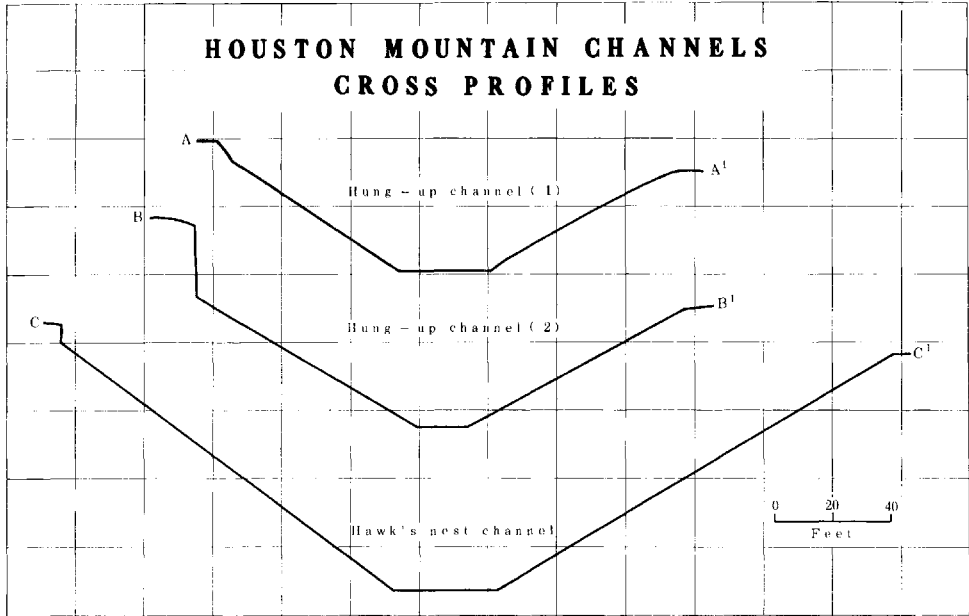 HOUSTON MOUNTAIN CHANNELS
CROSS PROFILES
A
A¹
Hung-up channel (1)
B
B¹
Hung-up channel (2)
C
C¹
Hawk's nest channel
0 20 40
Feet